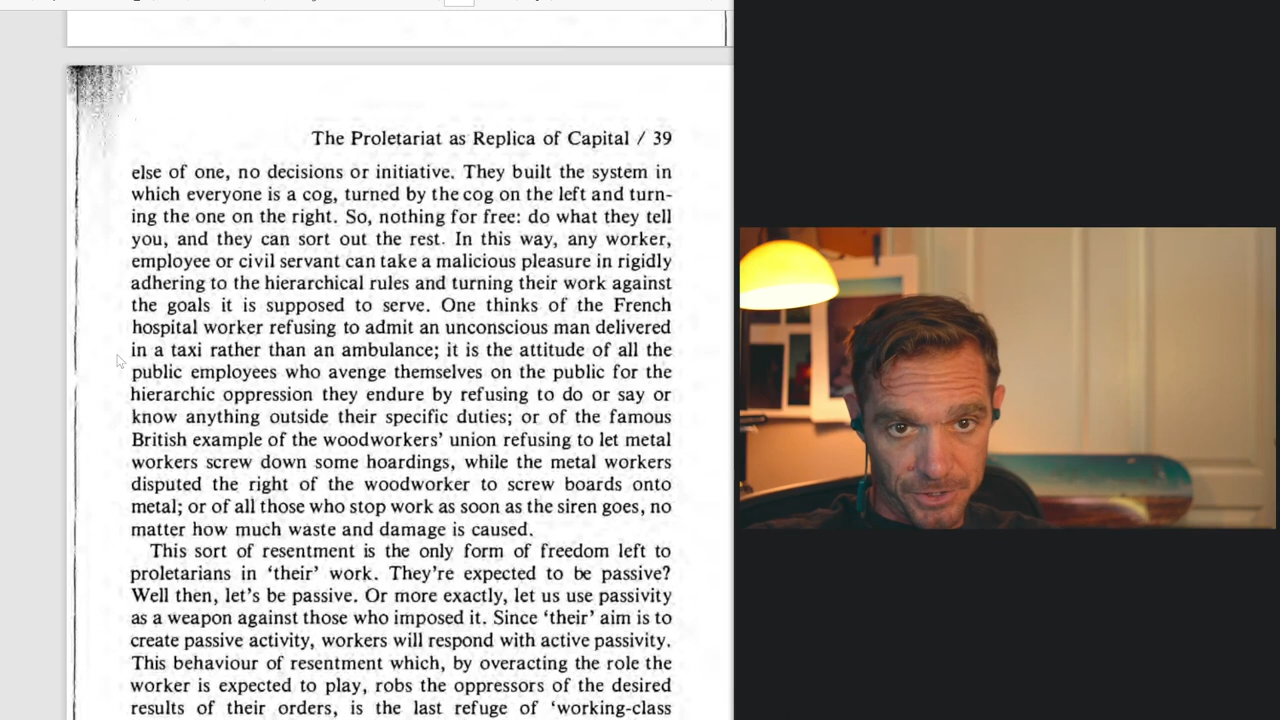 The Proletariat as Replica of Capital / 39
else of one, no decisions or initiative. They built the system in
which everyone is a cog, turned by the cog on the left and turn-
ing the one on the right. So, nothing for free: do what they tell
you, and they can sort out the rest. In this way, any worker,
employee or civil servant can take a malicious pleasure in rigidly
adhering to the hierarchical rules and turning their work against
the goals it is supposed to serve. One thinks of the French
hospital worker refusing to admit an unconscious man delivered
in a taxi rather than an ambulance; it is the attitude of all the
public employees who avenge themselves on the public for the
hierarchic oppression they endure by refusing to do or say or
know anything outside their specific duties; or of the famous
British example of the woodworkers' union refusing to let metal
workers screw down some hoardings, while the metal workers
disputed the right of the woodworker to screw boards onto
metal; or of all those who stop work as soon as the siren goes, no
matter how much waste and damage is caused.
This sort of resentment is the only form of freedom left to
proletarians in 'their' work. They're expected to be passive?
Well then, let's be passive. Or more exactly, let us use passivity
as a weapon against those who imposed it. Since 'their' aim is to
create passive activity, workers will respond with active passivity.
This behaviour of resentment which, by overacting the role the
worker is expected to play, robs the oppressors of the desired
results of their orders, is the last refuge of 'working-class